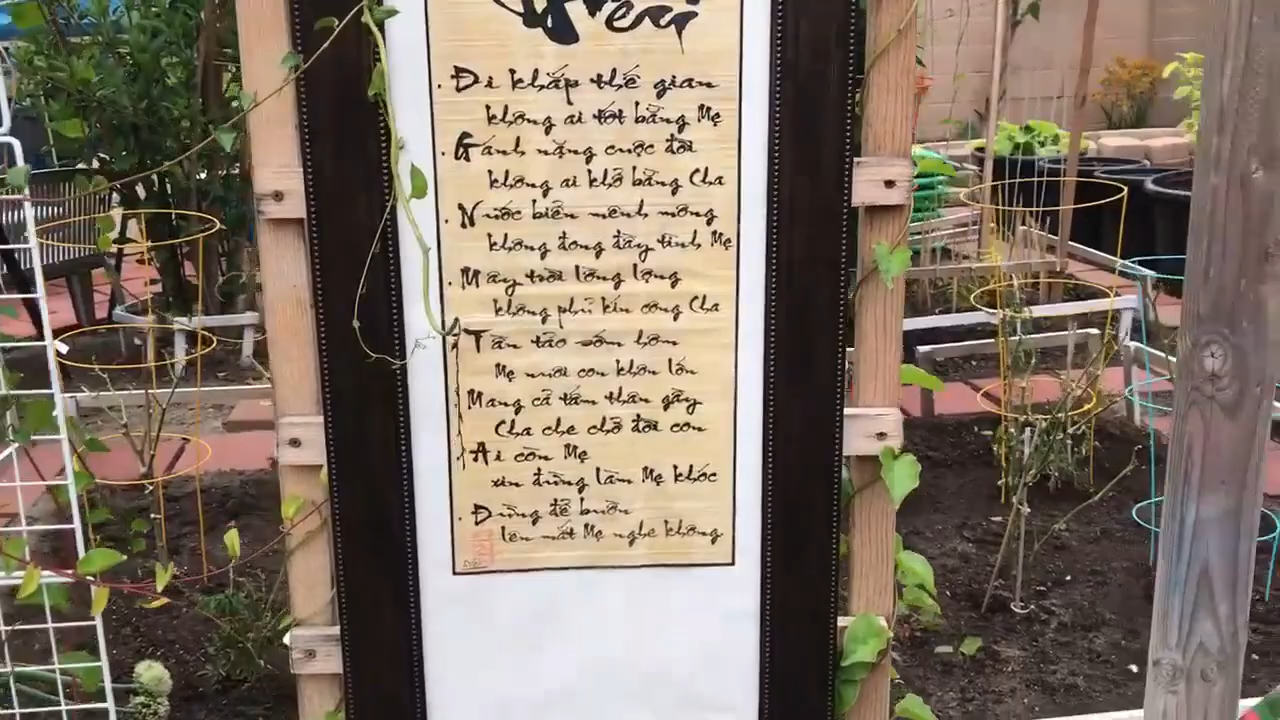 . Đi khắp thế gian
không ai tốt bằng Mẹ
. Gánh nặng cuộc đời
không ai khổ bằng Cha
. Nước biển mênh mông
không đong đầy tình Mẹ
. Mây trời lồng lộng
không phủ kín công Cha
. Tần tảo sớm hôm
Mẹ nuôi con khôn lớn
Mang cả tấm thân gầy
Cha che chở đời con
Ai còn Mẹ
xin đừng làm Mẹ khóc
. Đừng để buồn
lên mắt Mẹ nghe không